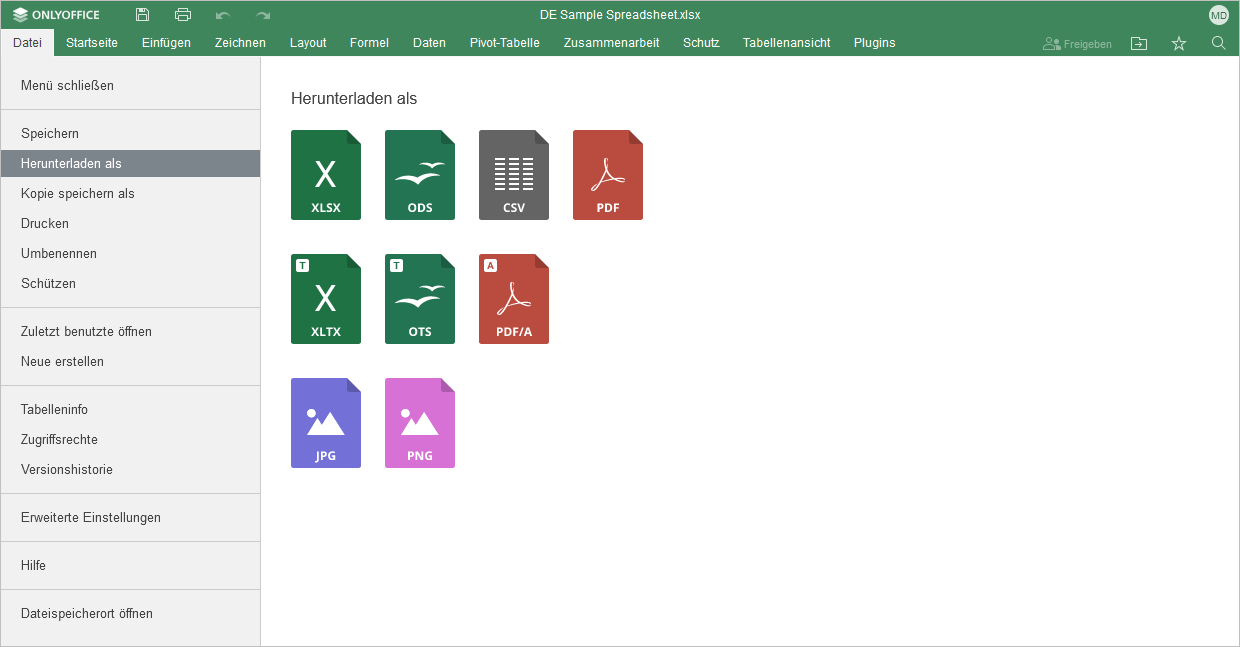 ONLYOFFICE
DE Sample Spreadsheet.xlsx
MD
Datei Startseite Einfügen Zeichnen Layout Formel Daten Pivot-Tabelle Zusammenarbeit Schutz Tabellenansicht Plugins Freigeben
Menü schließen
Speichern
Herunterladen als
Kopie speichern als
Drucken
Umbenennen
Schützen
Zuletzt benutzte öffnen
Neue erstellen
Tabelleninfo
Zugriffsrechte
Versionshistorie
Erweiterte Einstellungen
Hilfe
Dateispeicherort öffnen
Herunterladen als
X
XLSX
ODS
CSV
PDF
T
X
XLTX
T
OTS
A
PDF/A
JPG
PNG